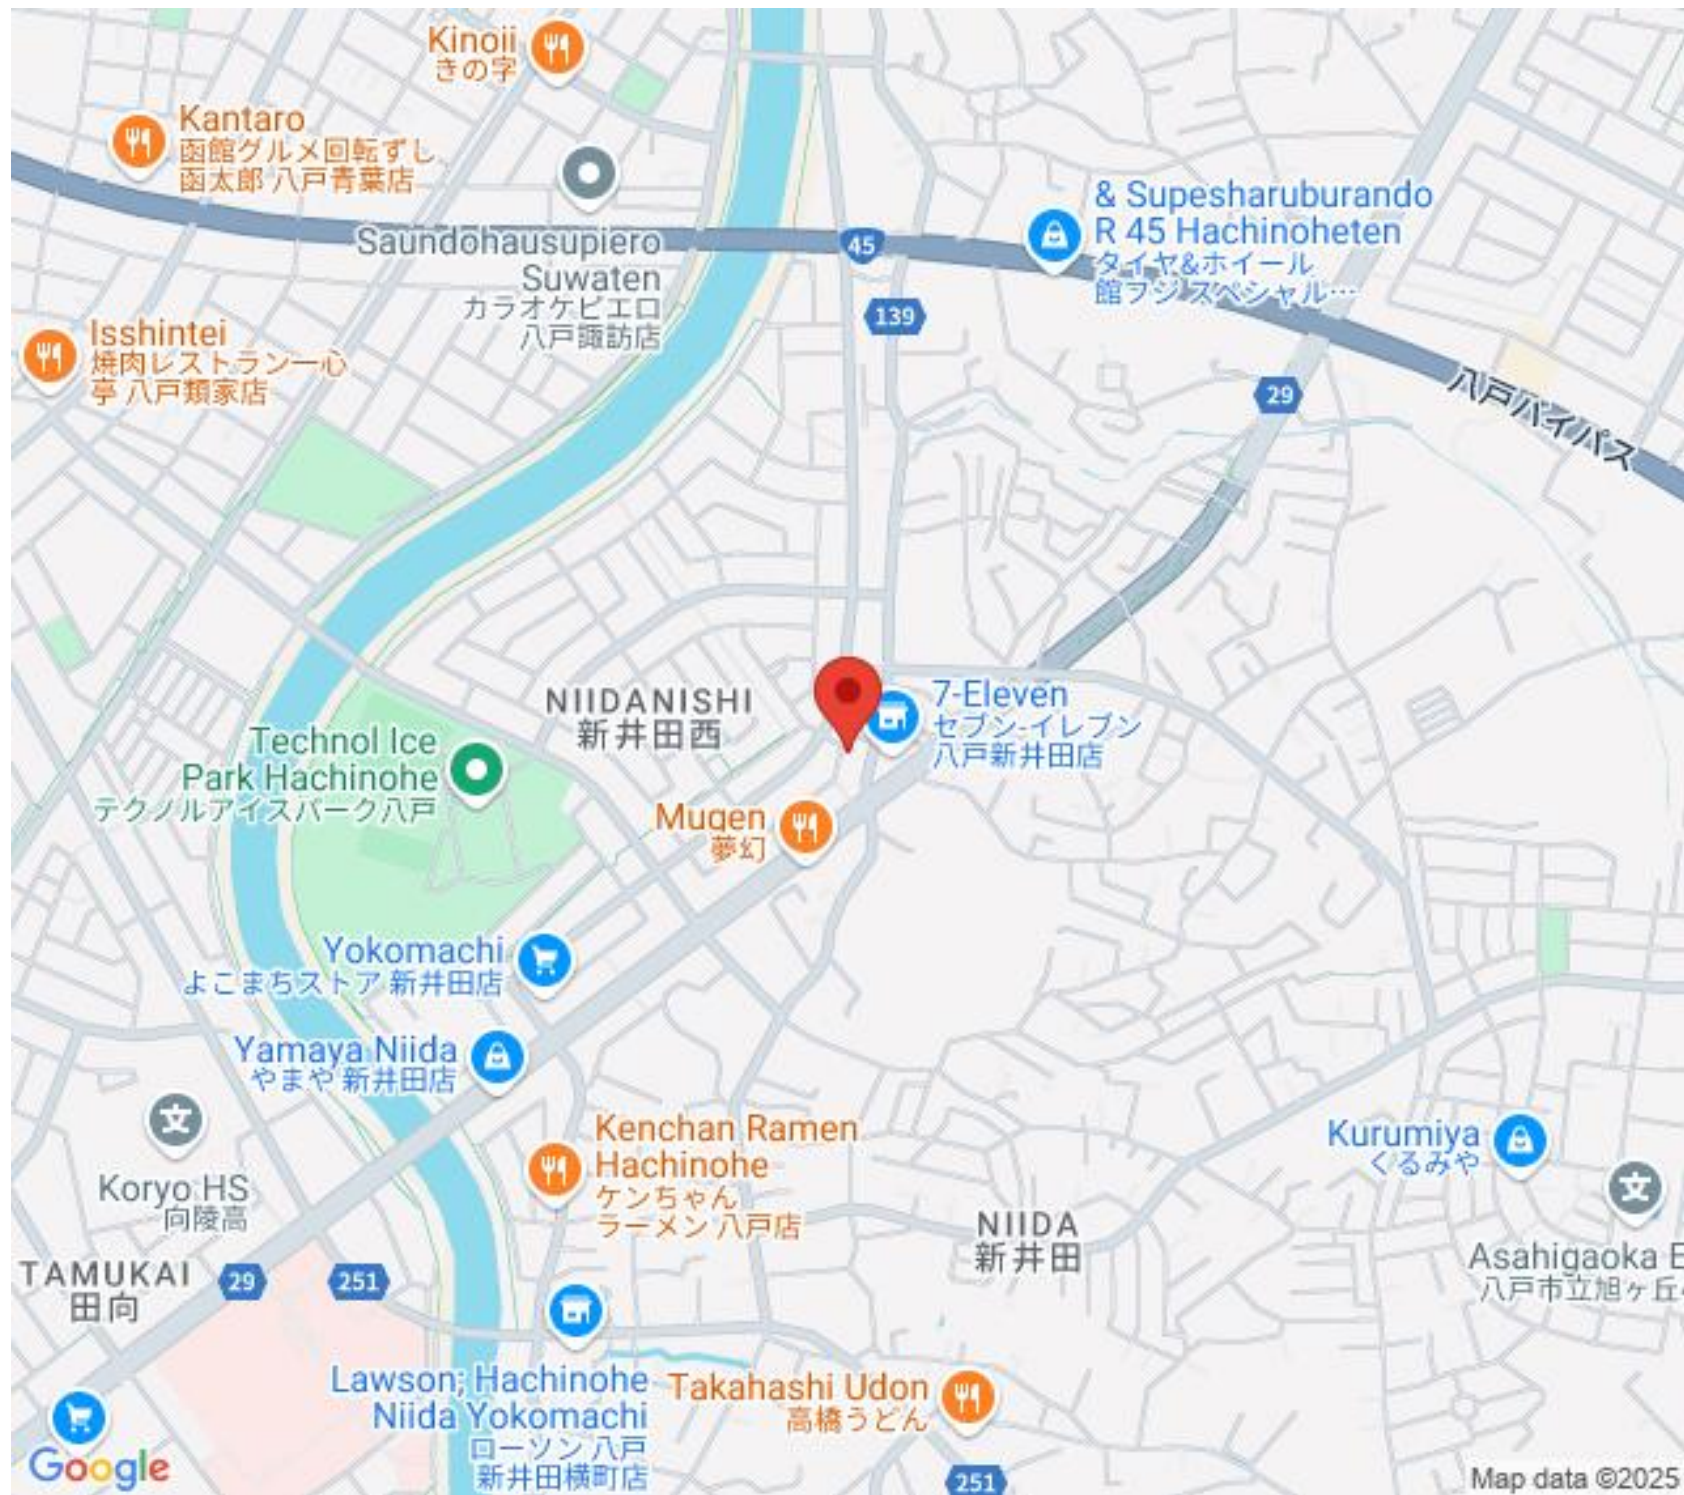 Kinoii
きの字
Kantaro
函館グルメ回転ずし
函太郎 八戸青葉店
& Supesharuburando
R 45 Hachinoheten
タイヤ&ホイール
館フジ スペシャル…
Saundohausupiero
Suwaten
カラオケピエロ
八戸諏訪店
45
139
Isshintei
焼肉レストラン一心
亭 八戸類家店
29
八戸バイパス
NIIDANISHI
新井田西
7-Eleven
セブン-イレブン
八戸新井田店
Technol Ice
Park Hachinohe
テクノルアイスパーク八戸
Mugen
夢幻
Yokomachi
よこまちストア 新井田店
Yamaya Niida
やまや 新井田店
文
Koryo HS
向陵高
Kenchan Ramen
Hachinohe
ケンちゃん
ラーメン 八戸店
Kurumiya
くるみや
文
NIIDA
新井田
Asahigaoka E
八戸市立旭ヶ丘
TAMUKAI
田向
29
251
Lawson; Hachinohe
Niida Yokomachi
ローソン 八戸
新井田横町店
Takahashi Udon
高橋うどん
251
Google
Map data ©2025